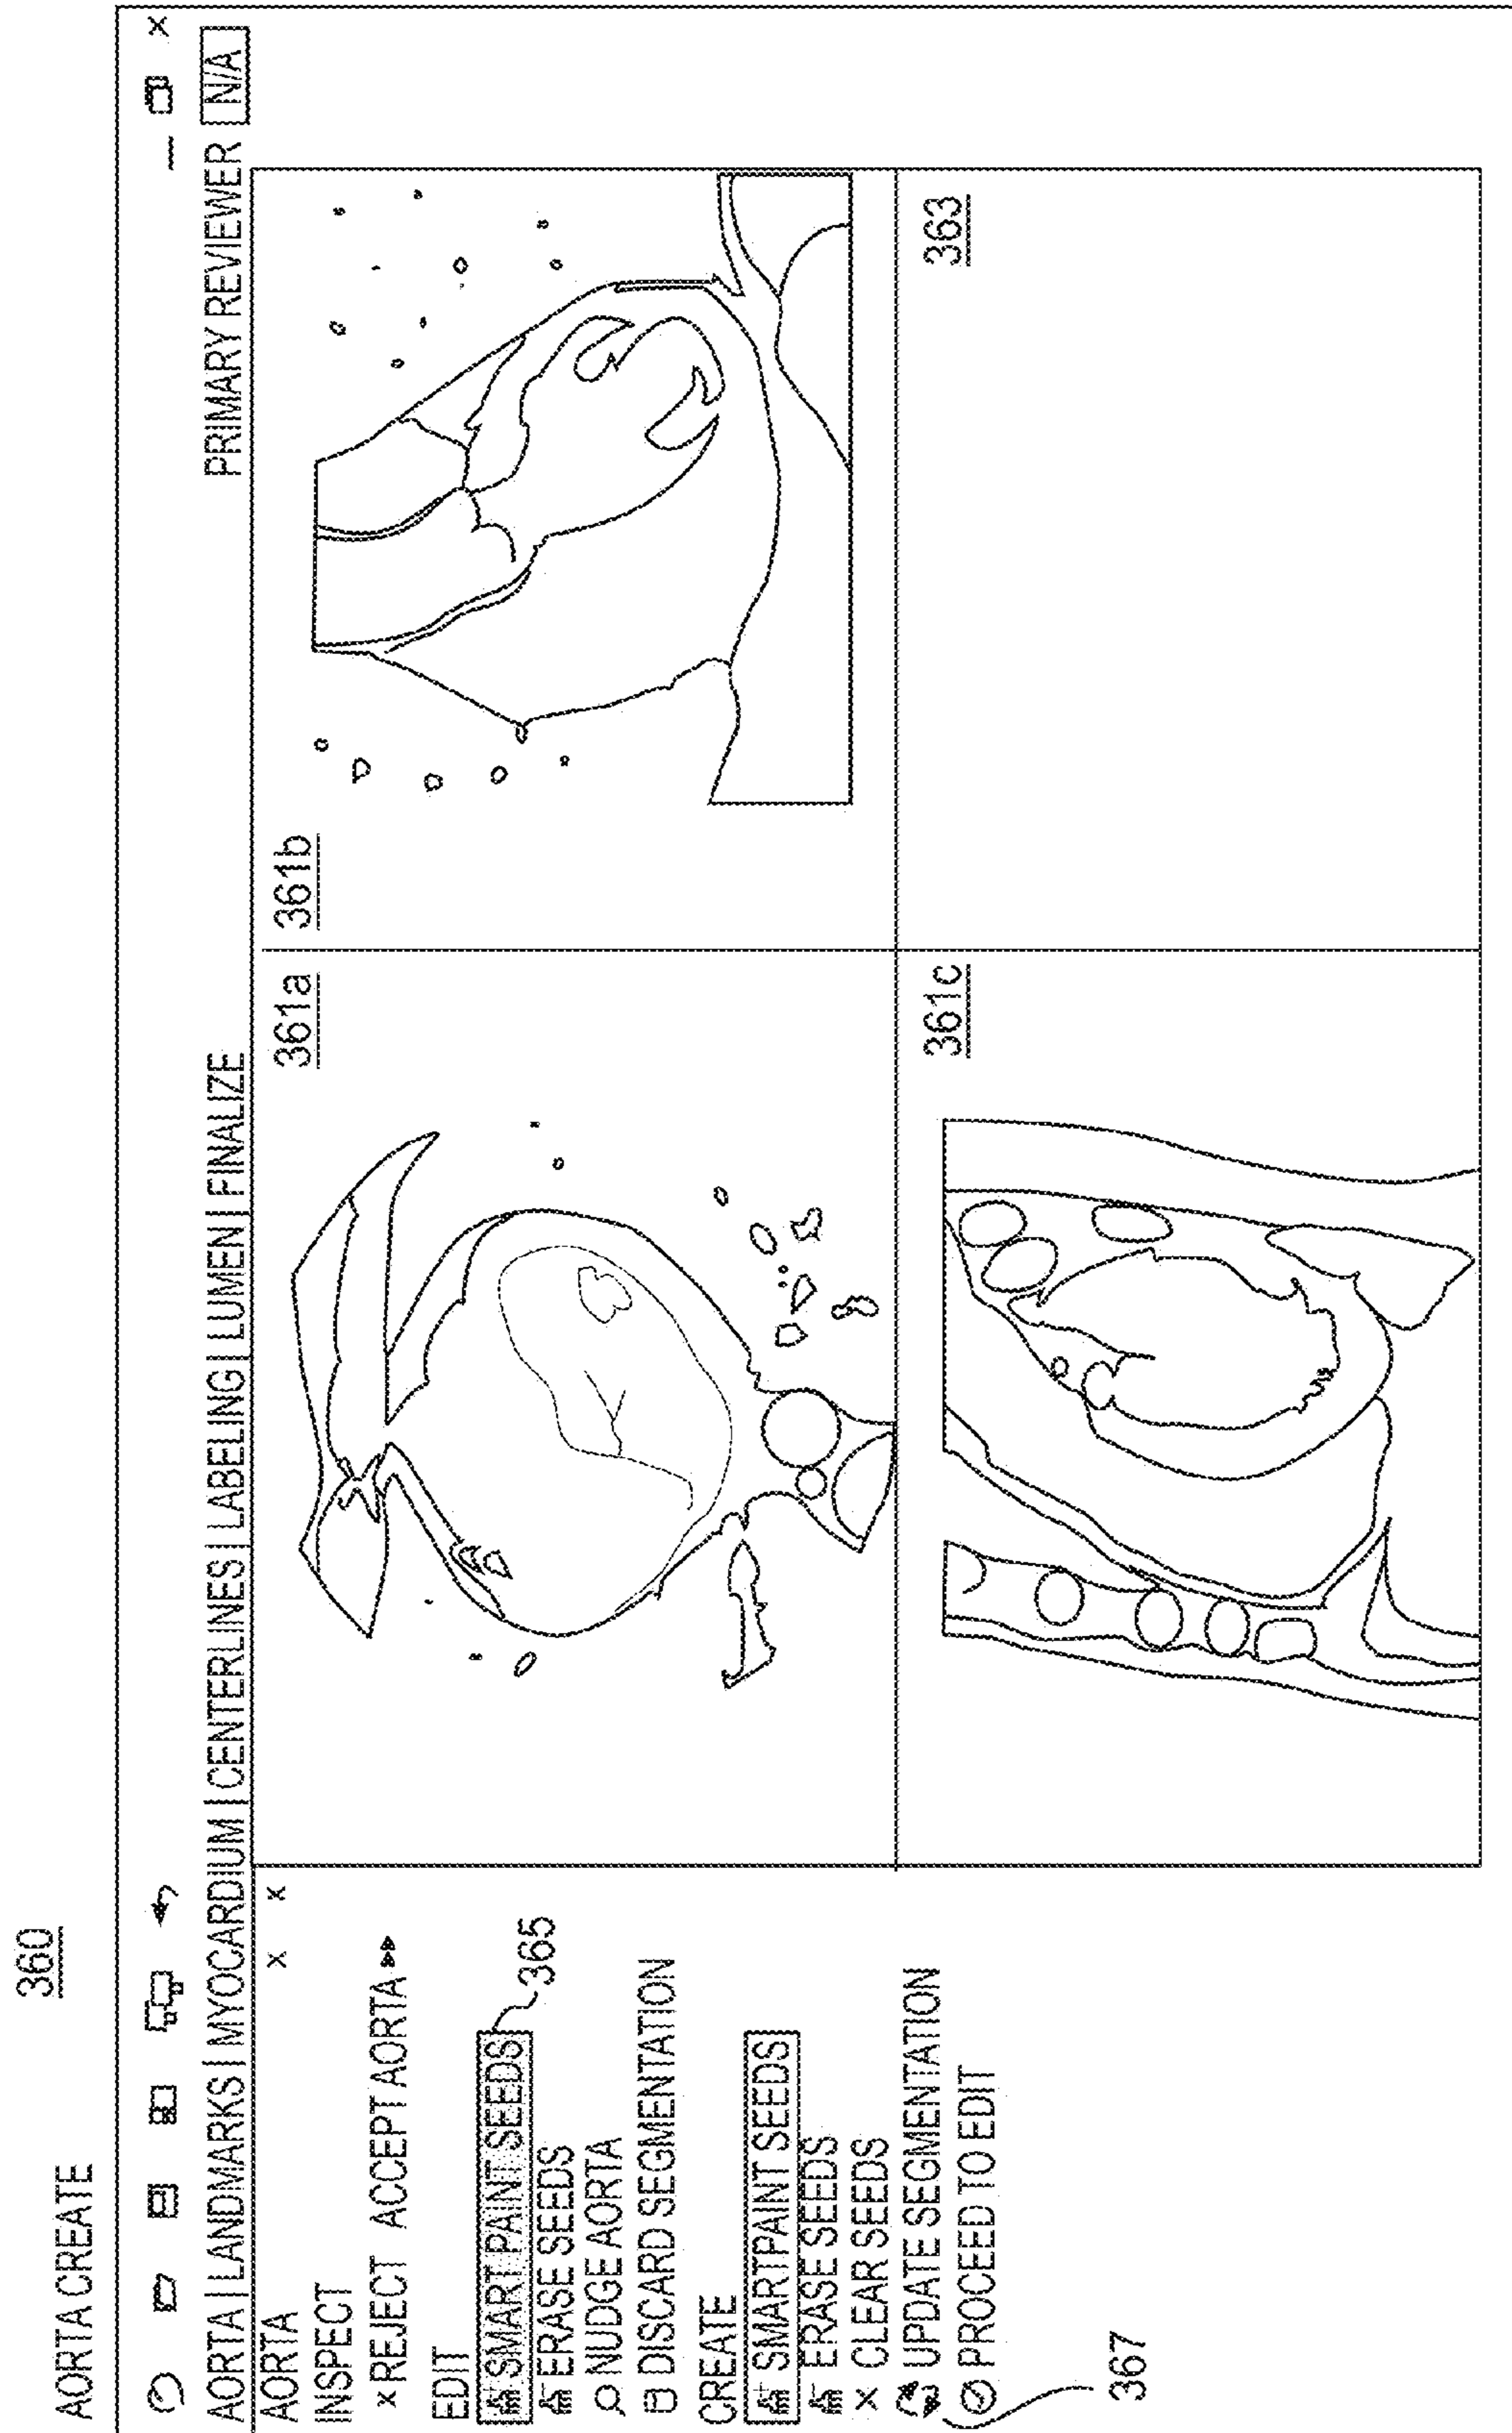 360
AORTA CREATE
AORTA | LANDMARKS | MYOCARDIUM | CENTERLINES | LABELING | LUMEN | FINALIZE PRIMARY REVIEWER N/A
AORTA x x
INSPECT
x REJECT ACCEPT AORTA
EDIT
SMART PAINT SEEDS
365
ERASE SEEDS
NUDGE AORTA
DISCARD SEGMENTATION
CREATE
SMARTPAINT SEEDS
ERASE SEEDS
x CLEAR SEEDS
UPDATE SEGMENTATION
PROCEED TO EDIT
367
361a
361b
361c
363